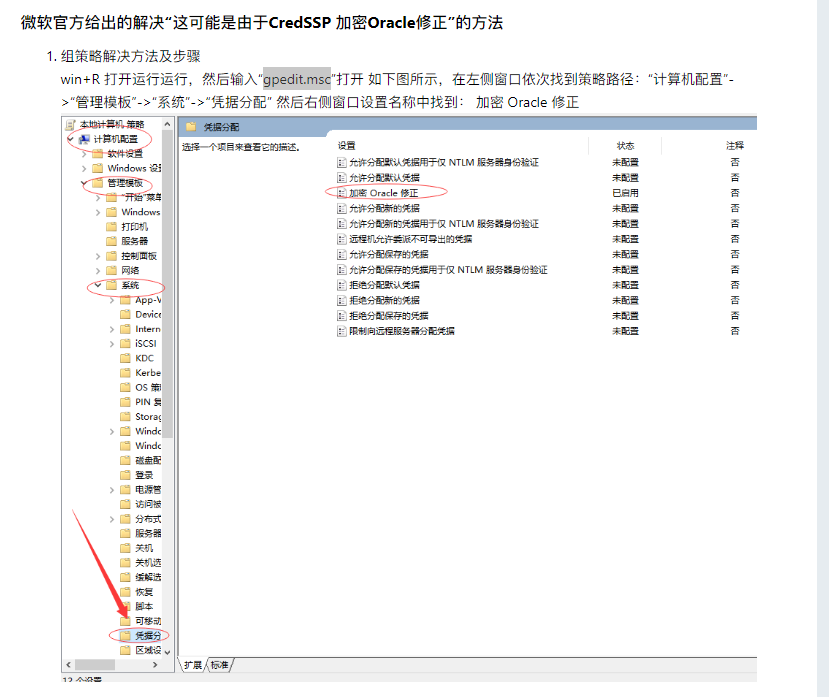 微软官方给出的解决“这可能是由于CredSSP 加密Oracle修正”的方法
1. 组策略解决方法及步骤
win+R 打开运行运行，然后输入“gpedit.msc”打开 如下图所示，在左侧窗口依次找到策略路径：“计算机配置”-
>“管理模板”->“系统”->“凭据分配” 然后右侧窗口设置名称中找到： 加密 Oracle 修正
本地计算机 策略
计算机配置
软件设置
Windows 设
管理模板
"开始"菜单
Windows
打印机
服务器
控制面板
网络
系统
App-V
Device
Intern
iSCSI
KDC
Kerbe
OS 策
PIN 复
Storag
Windo
Windo
磁盘配
登录
电源管
访问被
分布式
服务器
关机
关机选
缓解选
恢复
脚本
可移动
凭据分
区域设
凭据分配
选择一个项目来查看它的描述。
设置 状态 注释
允许分配默认凭据用于仅 NTLM 服务器身份验证 未配置 否
允许分配默认凭据 未配置 否
加密 Oracle 修正 已启用 否
允许分配新的凭据 未配置 否
允许分配新的凭据用于仅 NTLM 服务器身份验证 未配置 否
远程机允许委派不可导出的凭据 未配置 否
允许分配保存的凭据 未配置 否
允许分配保存的凭据用于仅 NTLM 服务器身份验证 未配置 否
拒绝分配默认凭据 未配置 否
拒绝分配新的凭据 未配置 否
拒绝分配保存的凭据 未配置 否
限制向远程服务器分配凭据 未配置 否
扩展 标准
12 个设置